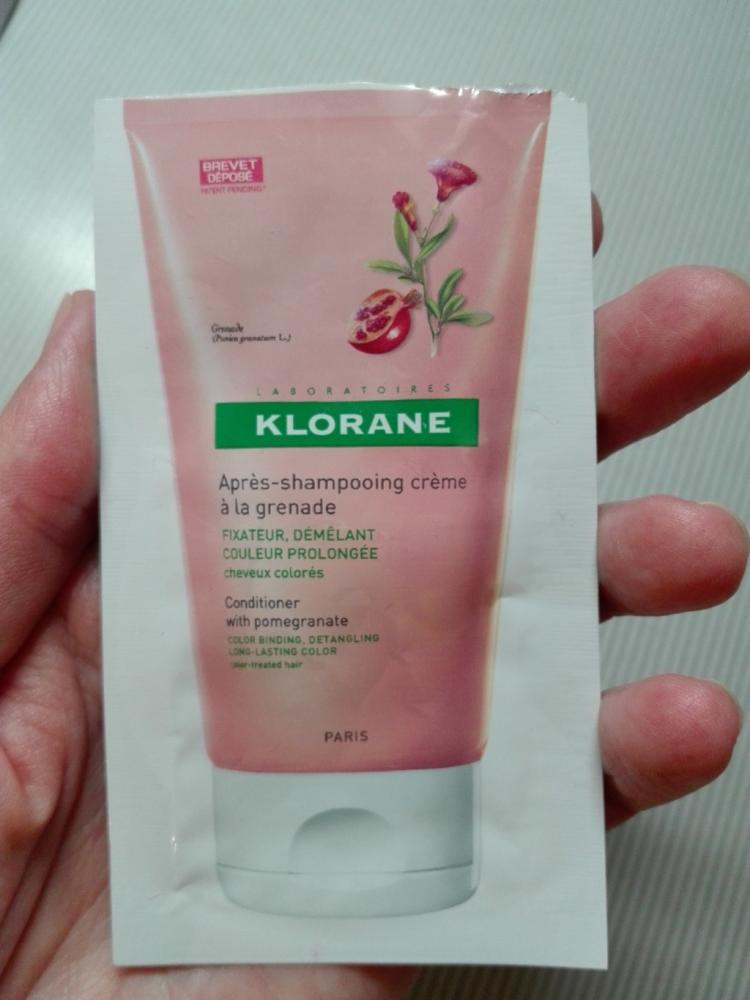 BREVET
DÉPOSÉ
PATENT PENDING*
Grenade
(Punica granatum L.)
LABORATOIRES
KLORANE
Après-shampooing crème
à la grenade
FIXATEUR, DÉMÊLANT
COULEUR PROLONGÉE
cheveux colorés
Conditioner
with pomegranate
COLOR BINDING, DETANGLING
LONG-LASTING COLOR
color-treated hair
PARIS